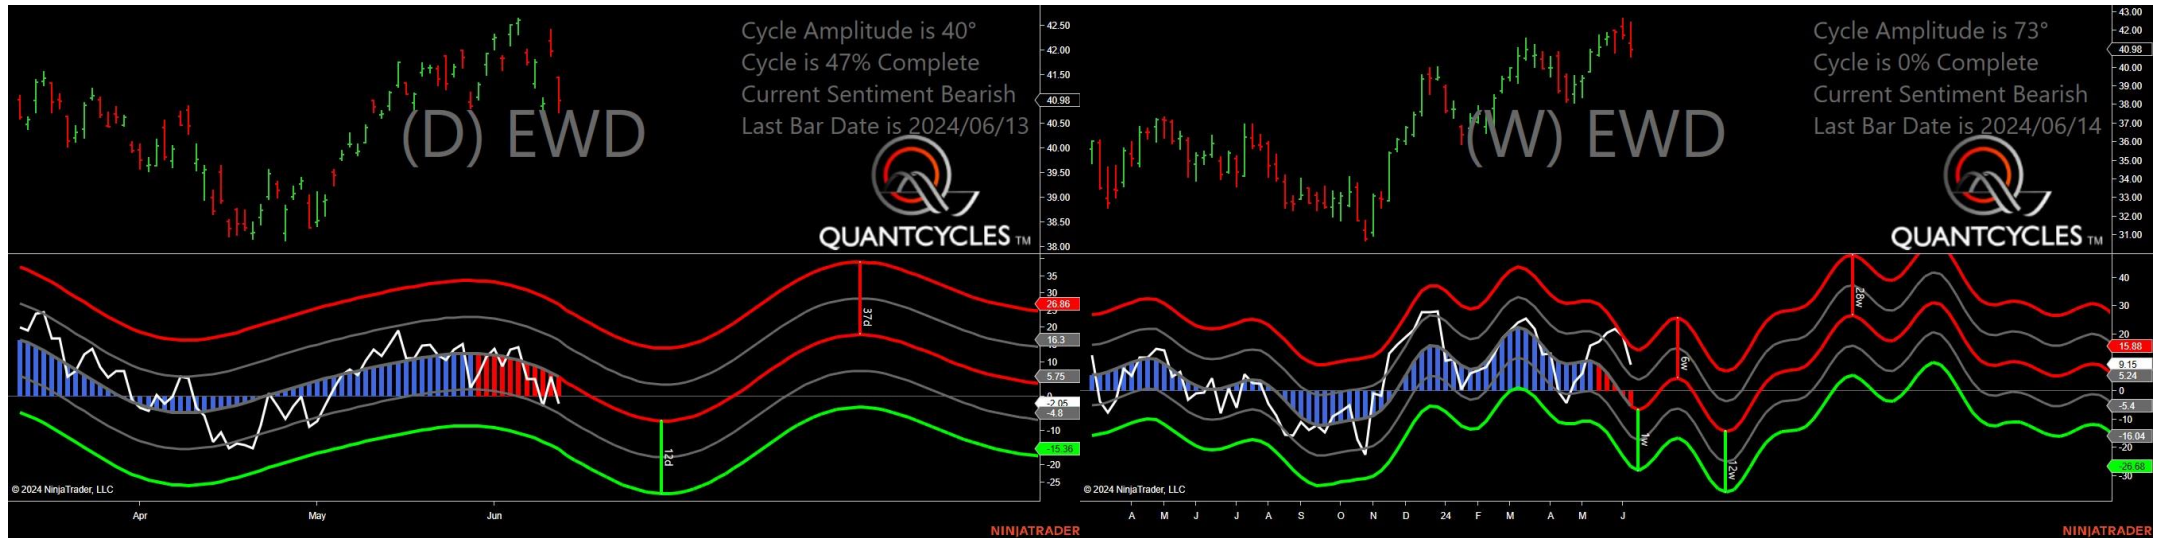 Cycle Amplitude is 40°
Cycle is 47% Complete
Current Sentiment Bearish
Last Bar Date is 2024/06/13
(D) EWD
QUANTCYCLES TM
42.50
42.00
41.50
40.98
40.50
40.00
39.50
39.00
38.50
38.00
35
30
26.86
20
16.3
10
5.75
-2.05
-4.8
-10
-15.36
-20
-25
37d
12d
© 2024 NinjaTrader, LLC
Apr May Jun
NINJATRADER
Cycle Amplitude is 73°
Cycle is 0% Complete
Current Sentiment Bearish
Last Bar Date is 2024/06/14
(W) EWD
QUANTCYCLES TM
43.00
42.00
40.98
40.00
39.00
38.00
37.00
36.00
35.00
34.00
33.00
32.00
31.00
40
30
20
15.88
9.15
5.24
0
-5.4
-10
-16.04
-20
-26.68
-30
28w
6w
1w
12w
© 2024 NinjaTrader, LLC
A M J J A S O N D 24 F M A M J
NINJATRADER